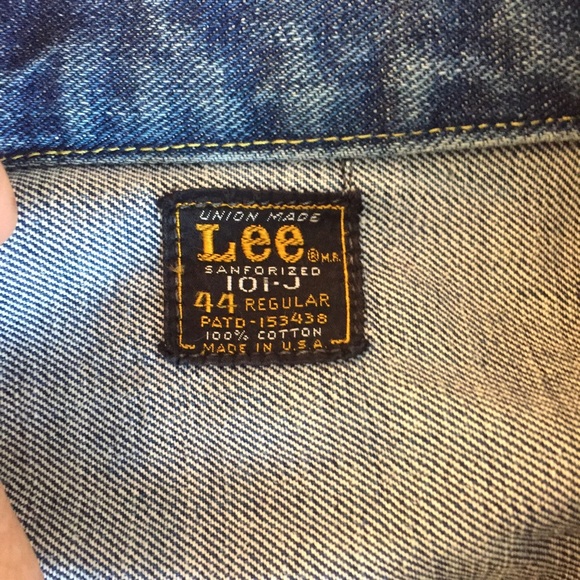 UNION MADE
Lee ® M.R.
SANFORIZED
101-J
44 REGULAR
PATD-153438
100% COTTON
MADE IN U.S.A.